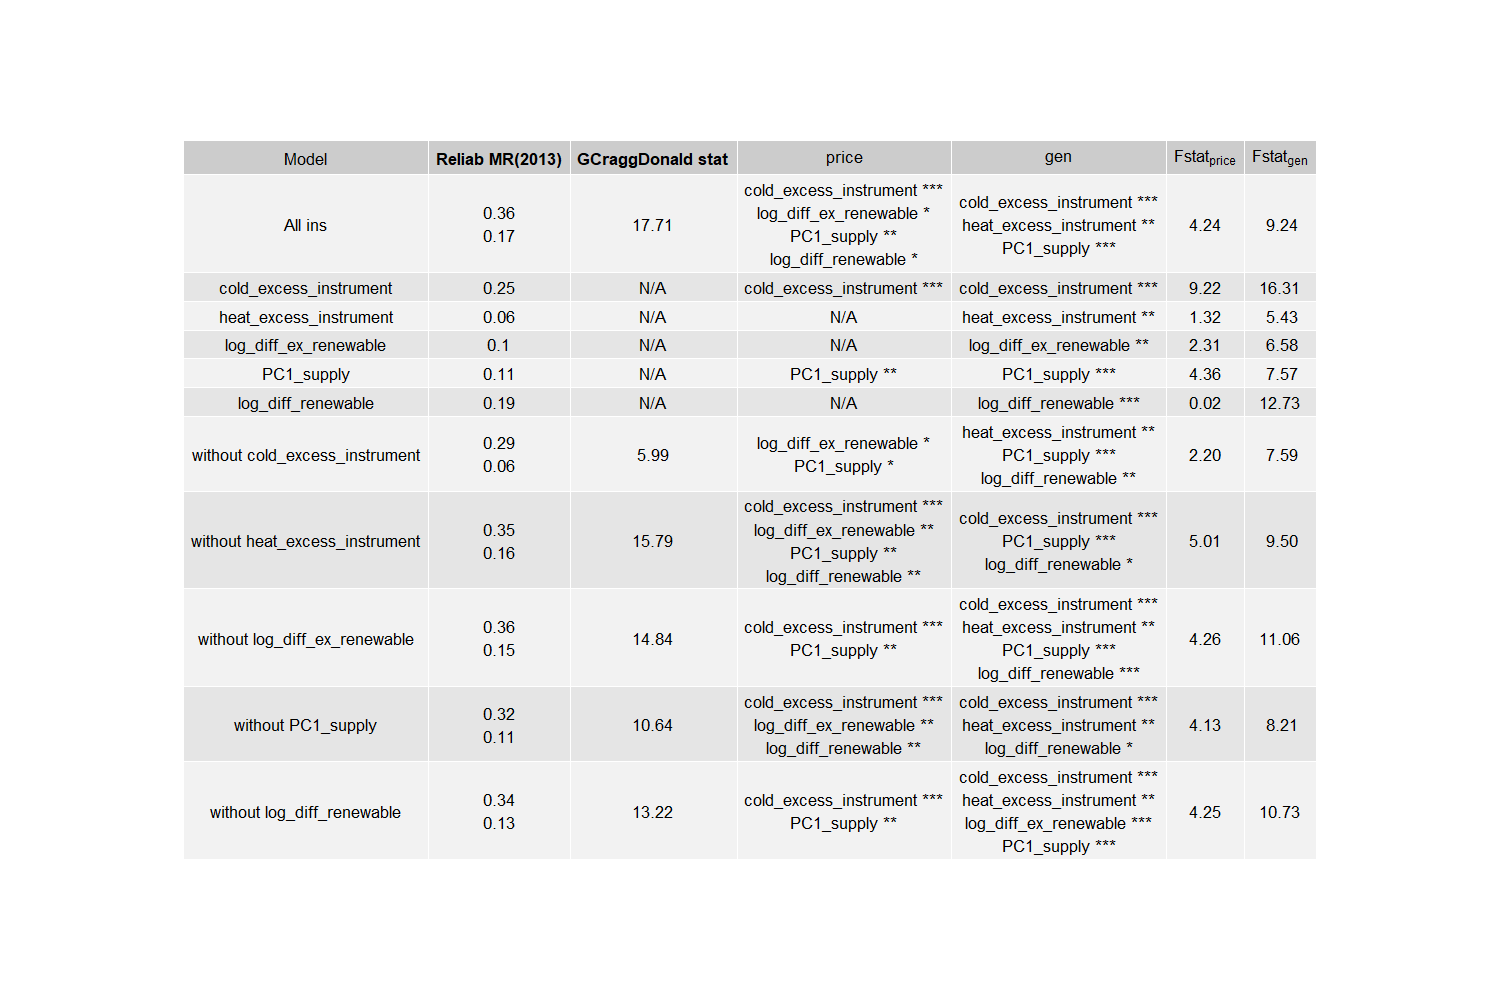 Model Reliab MR(2013) GCraggDonald stat price gen Fstatprice Fstatgen
All ins
0.36
0.17
17.71
cold_excess_instrument ***
log_diff_ex_renewable *
PC1_supply **
log_diff_renewable *
cold_excess_instrument ***
heat_excess_instrument **
PC1_supply ***
4.24
9.24
cold_excess_instrument 0.25 N/A cold_excess_instrument *** cold_excess_instrument *** 9.22 16.31
heat_excess_instrument 0.06 N/A N/A heat_excess_instrument ** 1.32 5.43
log_diff_ex_renewable 0.1 N/A N/A log_diff_ex_renewable ** 2.31 6.58
PC1_supply 0.11 N/A PC1_supply ** PC1_supply *** 4.36 7.57
log_diff_renewable 0.19 N/A N/A log_diff_renewable *** 0.02 12.73
without cold_excess_instrument
0.29
0.06
5.99
log_diff_ex_renewable *
PC1_supply *
heat_excess_instrument **
PC1_supply ***
log_diff_renewable **
2.20
7.59
without heat_excess_instrument
0.35
0.16
15.79
cold_excess_instrument ***
log_diff_ex_renewable **
PC1_supply **
log_diff_renewable **
cold_excess_instrument ***
PC1_supply ***
log_diff_renewable *
5.01
9.50
without log_diff_ex_renewable
0.36
0.15
14.84
cold_excess_instrument ***
PC1_supply **
cold_excess_instrument ***
heat_excess_instrument **
PC1_supply ***
log_diff_renewable ***
4.26
11.06
without PC1_supply
0.32
0.11
10.64
cold_excess_instrument ***
log_diff_ex_renewable **
log_diff_renewable **
cold_excess_instrument ***
heat_excess_instrument **
log_diff_renewable *
4.13
8.21
without log_diff_renewable
0.34
0.13
13.22
cold_excess_instrument ***
PC1_supply **
cold_excess_instrument ***
heat_excess_instrument **
log_diff_ex_renewable ***
PC1_supply ***
4.25
10.73